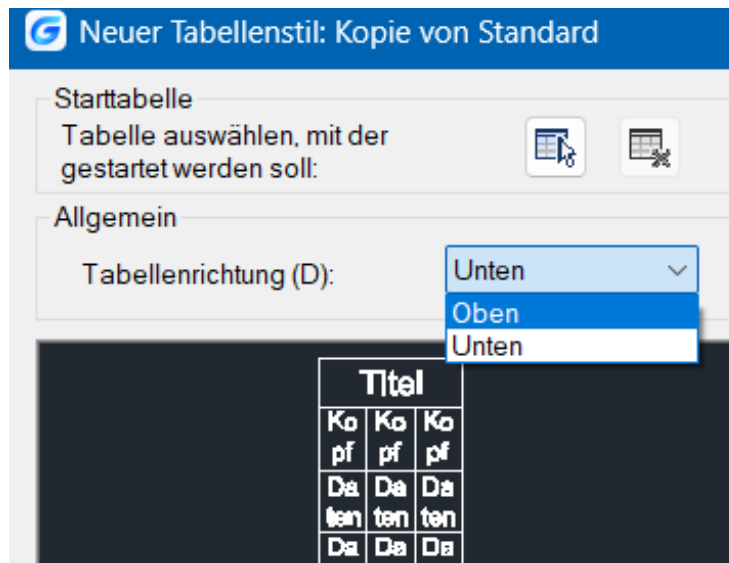 Neuer Tabellenstil: Kopie von Standard
Starttabelle
Tabelle auswählen, mit der
gestartet werden soll:
Allgemein
Tabellenrichtung (D):
Unten
Oben
Unten
Titel
Ko Ko Ko
pf pf pf
Da Da Da
ten ten ten
Da Da Da